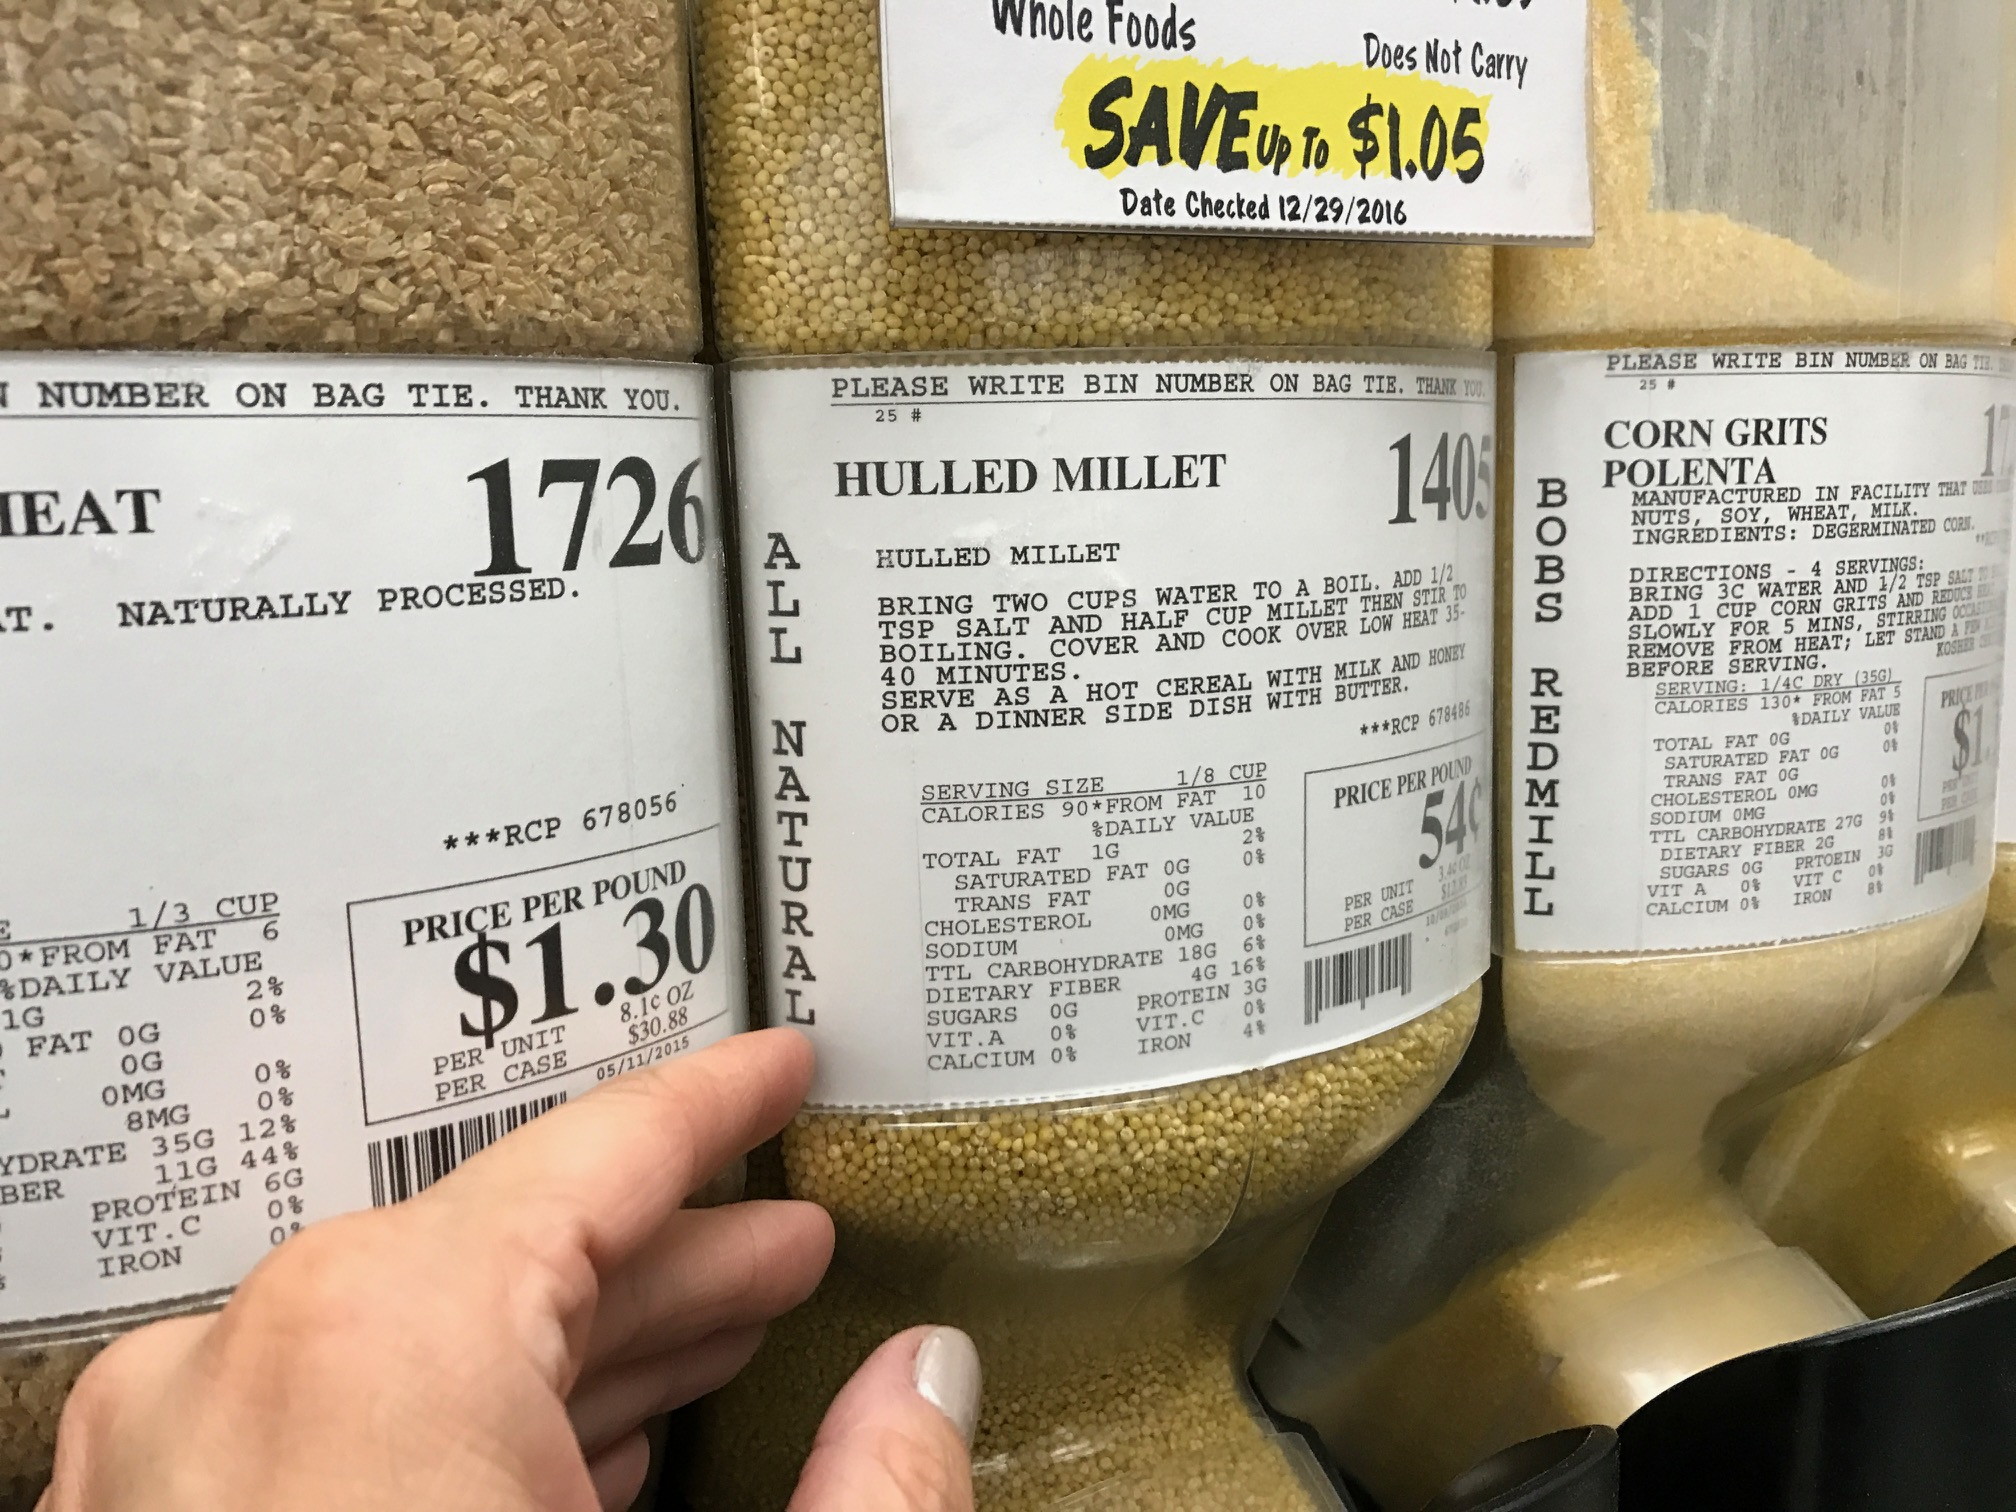 Whole Foods
Does Not Carry
SAVE UP TO $1.05
Date Checked 12/29/2016
NUMBER ON BAG TIE. THANK YOU.
1726
NATURALLY PROCESSED.
***RCP 678056
1/3 CUP
*FROM FAT 6
%DAILY VALUE
1G 2%
FAT 0G 0%
0G
0MG 0%
8MG 0%
35G 12%
11G 44%
PROTEIN 6G
VIT.C 0%
IRON
PRICE PER POUND
$1.30
PER UNIT 8.1¢ OZ
PER CASE $30.88
05/11/2015
PLEASE WRITE BIN NUMBER ON BAG TIE. THANK YOU.
25 #
HULLED MILLET
1405
ALL NATURAL
HULLED MILLET
BRING TWO CUPS WATER TO A BOIL. ADD 1/2
TSP SALT AND HALF CUP MILLET THEN STIR TO
BOILING. COVER AND COOK OVER LOW HEAT 35-
40 MINUTES.
SERVE AS A HOT CEREAL WITH MILK AND HONEY
OR A DINNER SIDE DISH WITH BUTTER.
***RCP 678486
SERVING SIZE 1/8 CUP
CALORIES 90*FROM FAT 10
%DAILY VALUE
TOTAL FAT 1G 2%
SATURATED FAT 0G 0%
TRANS FAT 0G
CHOLESTEROL 0MG 0%
SODIUM 0MG 0%
TTL CARBOHYDRATE 18G 6%
DIETARY FIBER 4G 16%
SUGARS 0G PROTEIN 3G
VIT.A 0% VIT.C 0%
CALCIUM 0% IRON 4%
PRICE PER POUND
54¢
PER UNIT 3.4¢ OZ
PER CASE
PLEASE WRITE BIN NUMBER ON BAG
25 #
CORN GRITS
POLENTA
BOBS REDMILL
MANUFACTURED IN FACILITY THAT
NUTS, SOY, WHEAT, MILK.
INGREDIENTS: DEGERMINATED CORN.
DIRECTIONS - 4 SERVINGS:
BRING 3C WATER AND 1/2 TSP SALT
ADD 1 CUP CORN GRITS AND REDUCE
SLOWLY FOR 5 MINS, STIRRING
REMOVE FROM HEAT; LET STAND A
BEFORE SERVING.
KOSHER
SERVING: 1/4C DRY (35G)
CALORIES 130* FROM FAT 5
%DAILY VALUE
TOTAL FAT 0G 0%
SATURATED FAT 0G 0%
TRANS FAT 0G
CHOLESTEROL 0MG 0%
SODIUM 0MG 0%
TTL CARBOHYDRATE 27G 9%
DIETARY FIBER 2G 8%
SUGARS 0G PRTOEIN 3G
VIT A 0% VIT C 0%
CALCIUM 0% IRON 8%
PRICE